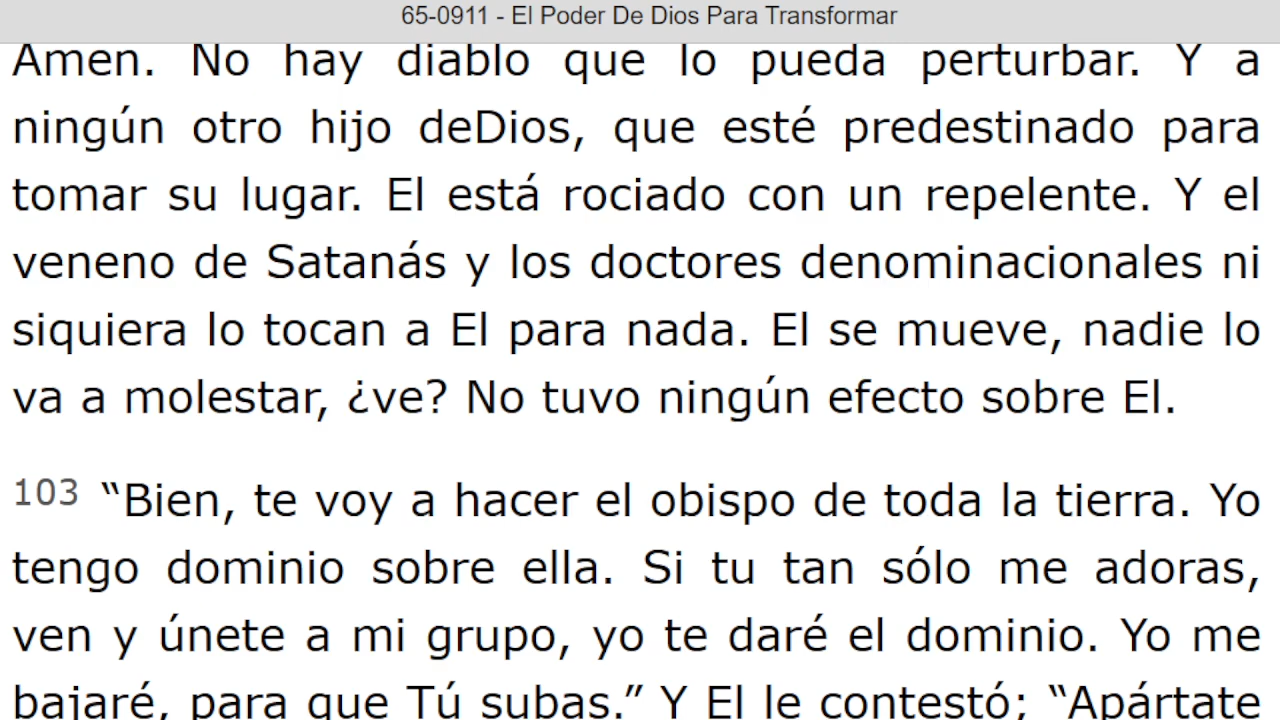 65-0911 - El Poder De Dios Para Transformar
Amen. No hay diablo que lo pueda perturbar. Y a
ningún otro hijo deDios, que esté predestinado para
tomar su lugar. El está rociado con un repelente. Y el
veneno de Satanás y los doctores denominacionales ni
siquiera lo tocan a El para nada. El se mueve, nadie lo
va a molestar, ¿ve? No tuvo ningún efecto sobre El.
103 “Bien, te voy a hacer el obispo de toda la tierra. Yo
tengo dominio sobre ella. Si tu tan sólo me adoras,
ven y únete a mi grupo, yo te daré el dominio. Yo me
bajaré, para que Tú subas.” Y El le contestó; “Apártate